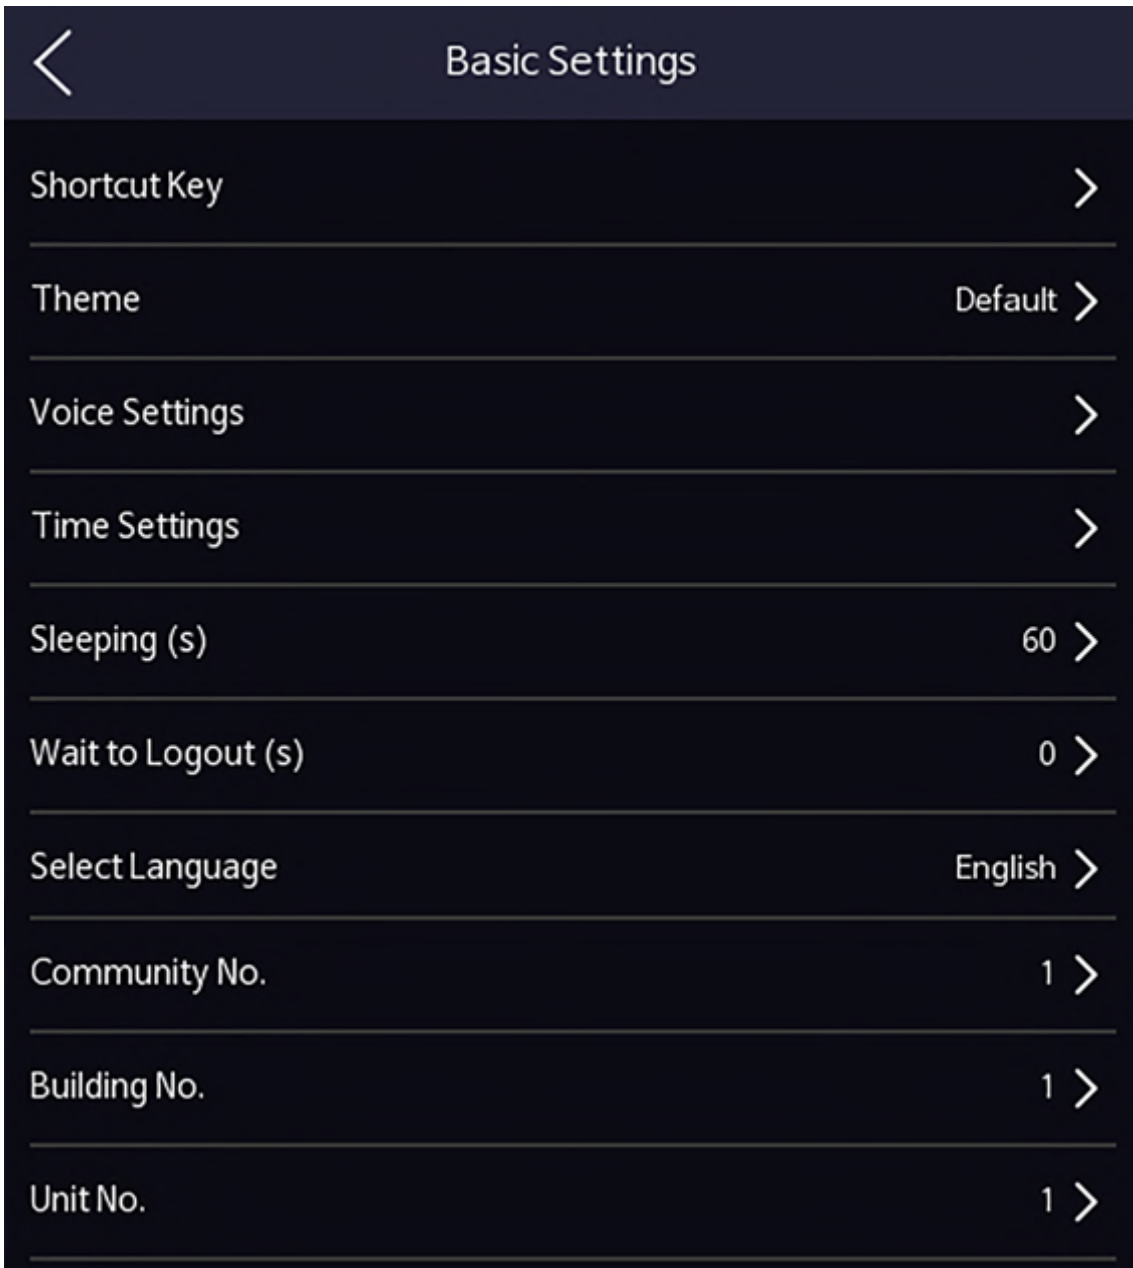 Basic Settings
Shortcut Key
Theme Default
Voice Settings
Time Settings
Sleeping (s) 60
Wait to Logout (s) 0
Select Language English
Community No. 1
Building No. 1
Unit No. 1